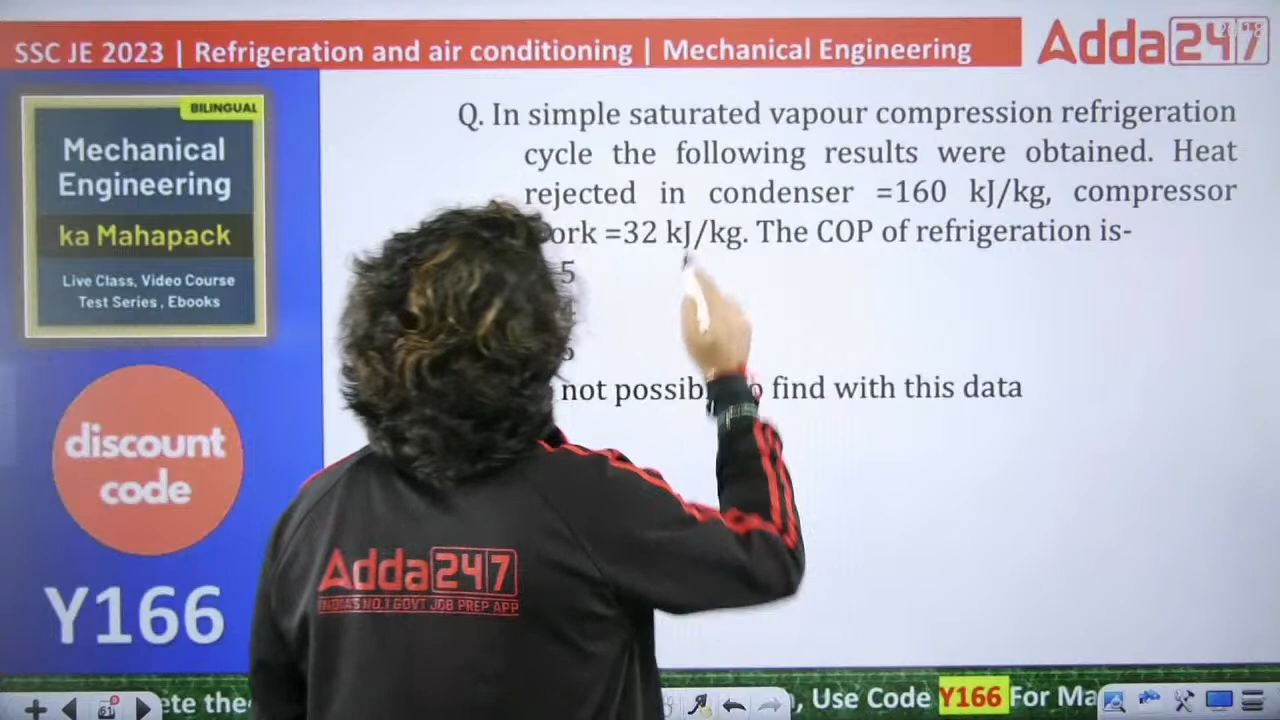 SSC JE 2023 | Refrigeration and air conditioning | Mechanical Engineering
Adda247
BILINGUAL
Mechanical
Engineering
ka Mahapack
Live Class, Video Course
Test Series , Ebooks
discount
code
Y166
Q. In simple saturated vapour compression refrigeration
cycle the following results were obtained. Heat
rejected in condenser =160 kJ/kg, compressor
=32 kJ/kg. The COP of refrigeration is-
5
not find with this data
Adda247
INDIA'S NO.1 GOVT JOB PREP APP
61
, Use Code Y166 For